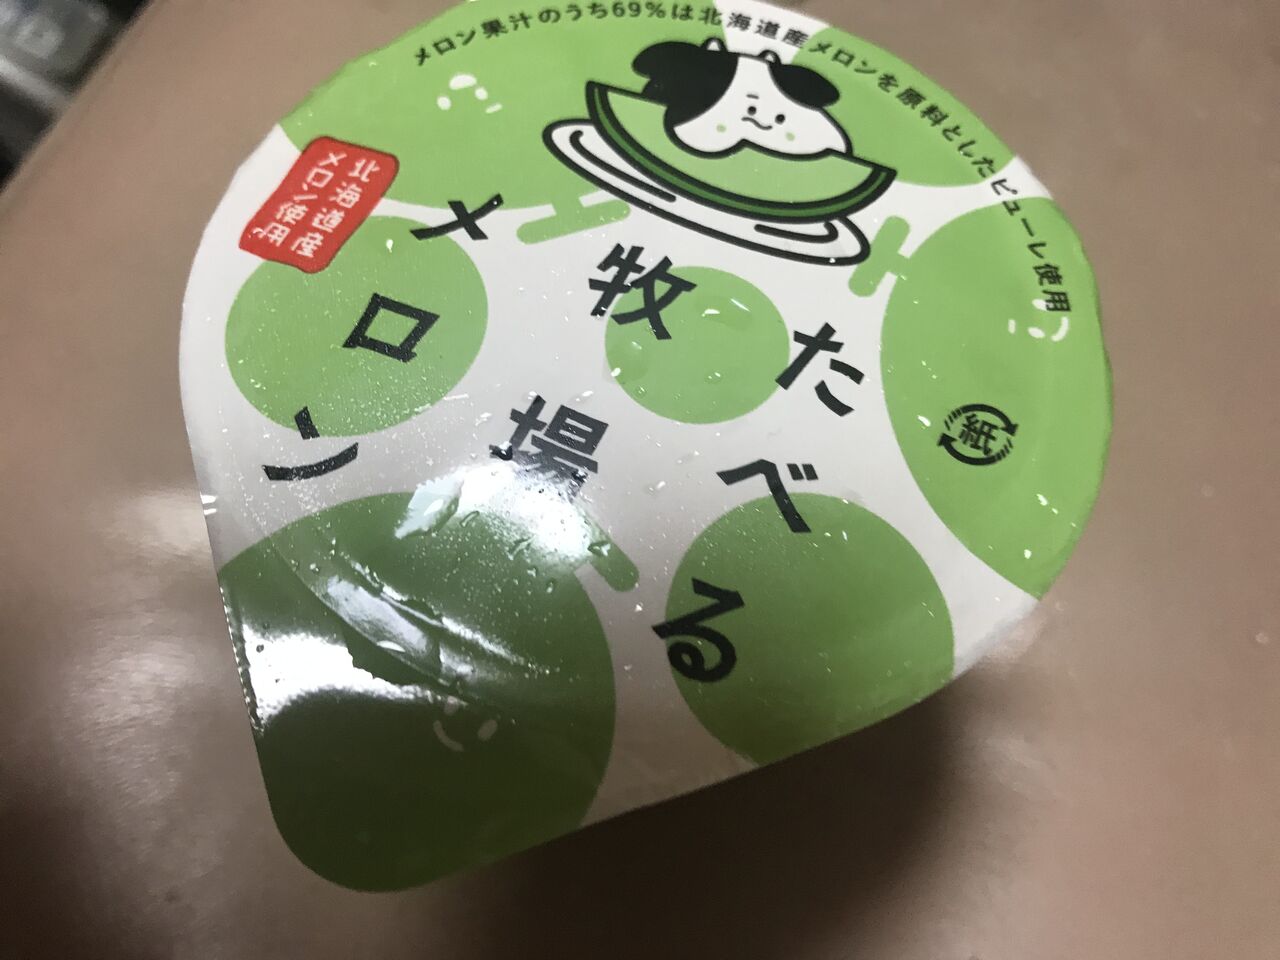 メロン果汁のうち69%は北海道産メロンを原料としたピューレ使用
北海道産
メロン使用
たべる
牧場
メロン
紙